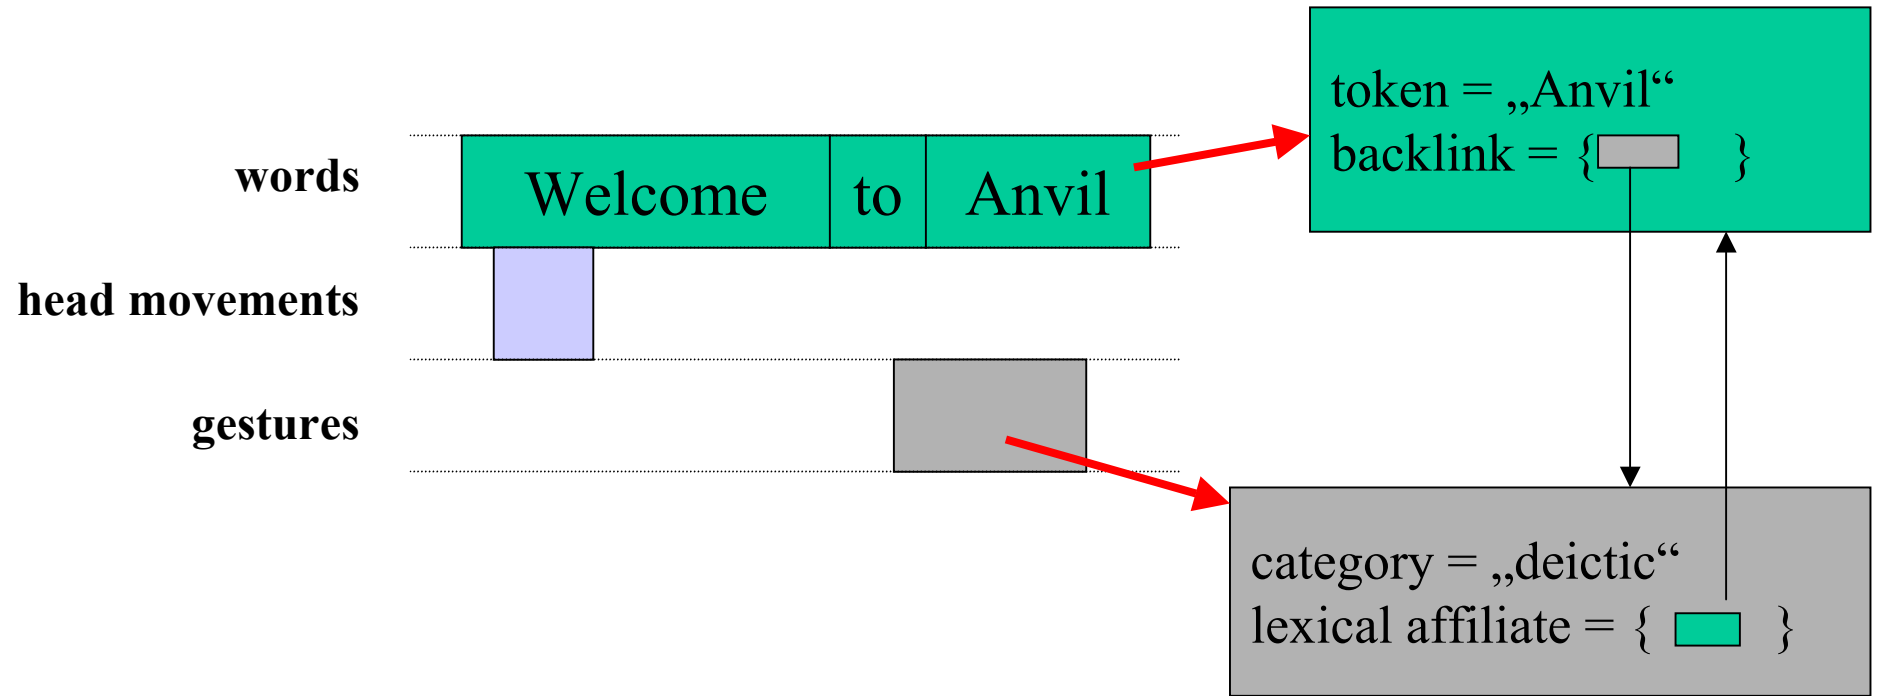 words
Welcome to Anvil
head movements
gestures
token = „Anvil“
backlink = { }
category = „deictic“
lexical affiliate = { }